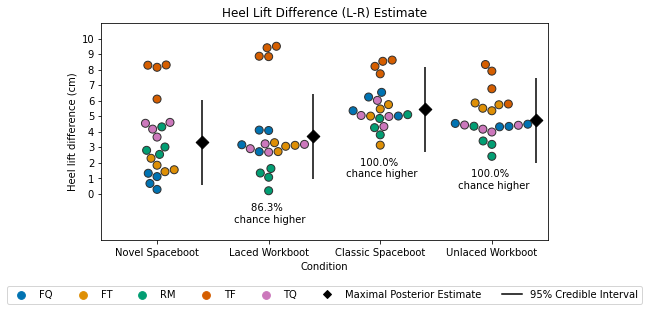 Heel Lift Difference (L-R) Estimate
Heel lift difference (cm)
10
9
8
7
6
5
4
3
2
1
0
86.3%
chance higher
100.0%
chance higher
100.0%
chance higher
Novel Spaceboot Laced Workboot Classic Spaceboot Unlaced Workboot
Condition
FQ FT RM TF TQ Maximal Posterior Estimate 95% Credible Interval